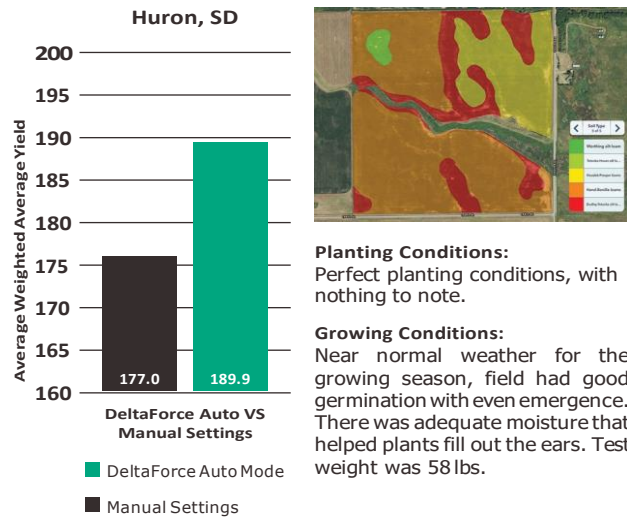 Huron, SD
200
195
190
185
180
175
170
165
160
Average Weighted Average Yield
177.0
189.9
DeltaForce Auto VS
Manual Settings
DeltaForce Auto Mode
Manual Settings
Soil Type
Planting Conditions:
Perfect planting conditions, with
nothing to note.
Growing Conditions:
Near normal weather for the
growing season, field had good
germination with even emergence.
There was adequate moisture that
helped plants fill out the ears. Test
weight was 58 lbs.